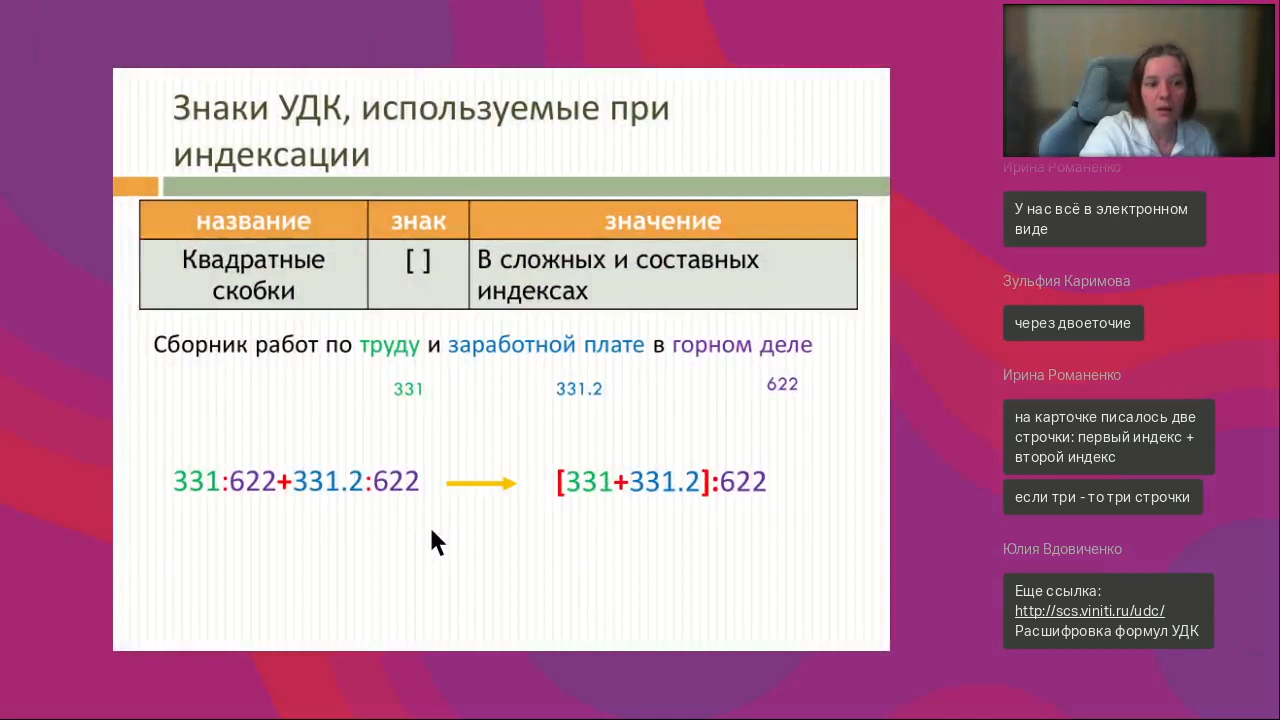 Знаки УДК, используемые при
индексации
название знак значение
Квадратные
скобки
[ ]
В сложных и составных
индексах
Сборник работ по труду и заработной плате в горном деле
331 331.2 622
331:622+331.2:622 [331+331.2]:622
Ирина Романенко
У нас всё в электронном
виде
Зульфия Каримова
через двоеточие
Ирина Романенко
на карточке писалось две
строчки: первый индекс +
второй индекс
если три - то три строчки
Юлия Вдовиченко
Еще ссылка:
http://scs.viniti.ru/udc/
Расшифровка формул УДК